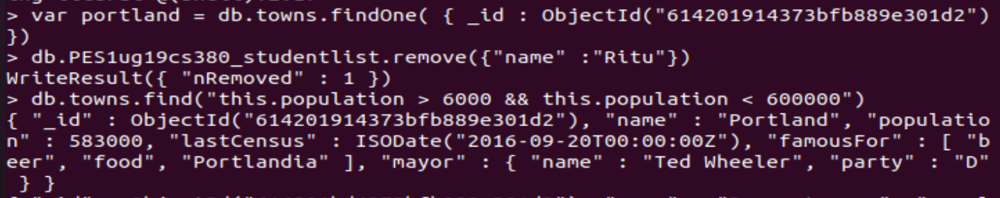 > var portland = db.towns.findOne( { _id : ObjectId("614201914373bfb889e301d2")
})
> db.PES1ug19cs380_studentlist.remove({"name" :"Ritu"})
WriteResult({ "nRemoved" : 1 })
> db.towns.find("this.population > 6000 && this.population < 600000")
{ "_id" : ObjectId("614201914373bfb889e301d2"), "name" : "Portland", "populatio
n" : 583000, "lastCensus" : ISODate("2016-09-20T00:00:00Z"), "famousFor" : [ "b
eer", "food", "Portlandia" ], "mayor" : { "name" : "Ted Wheeler", "party" : "D"
 } }